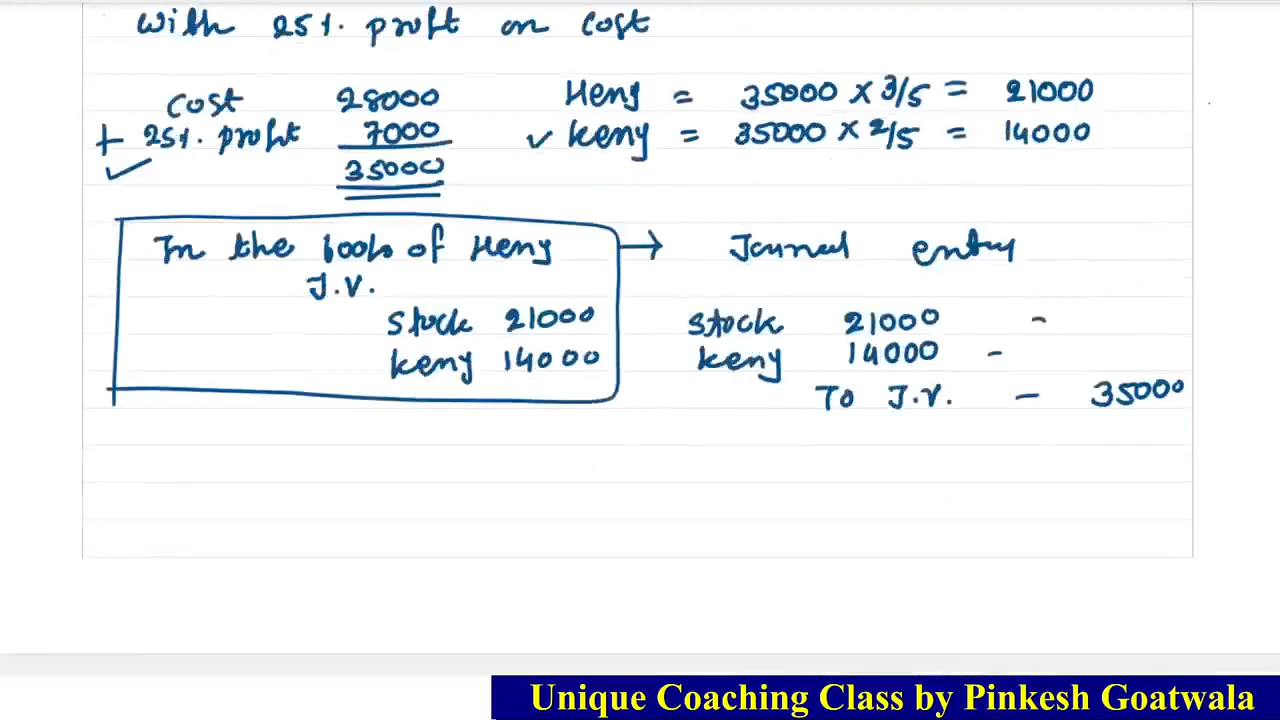 with 25%. profit on cost
cost 28000
+ 25%. profit 7000
35000
Heny = 35000 x 3/5 = 21000
✓ keny = 35000 x 2/5 = 14000
In the books of Heny
J.V.
stock 21000
keny 14000
→ Journal entry
stock 21000 -
keny 14000 -
To J.V. - 35000
Unique Coaching Class by Pinkesh Goatwala